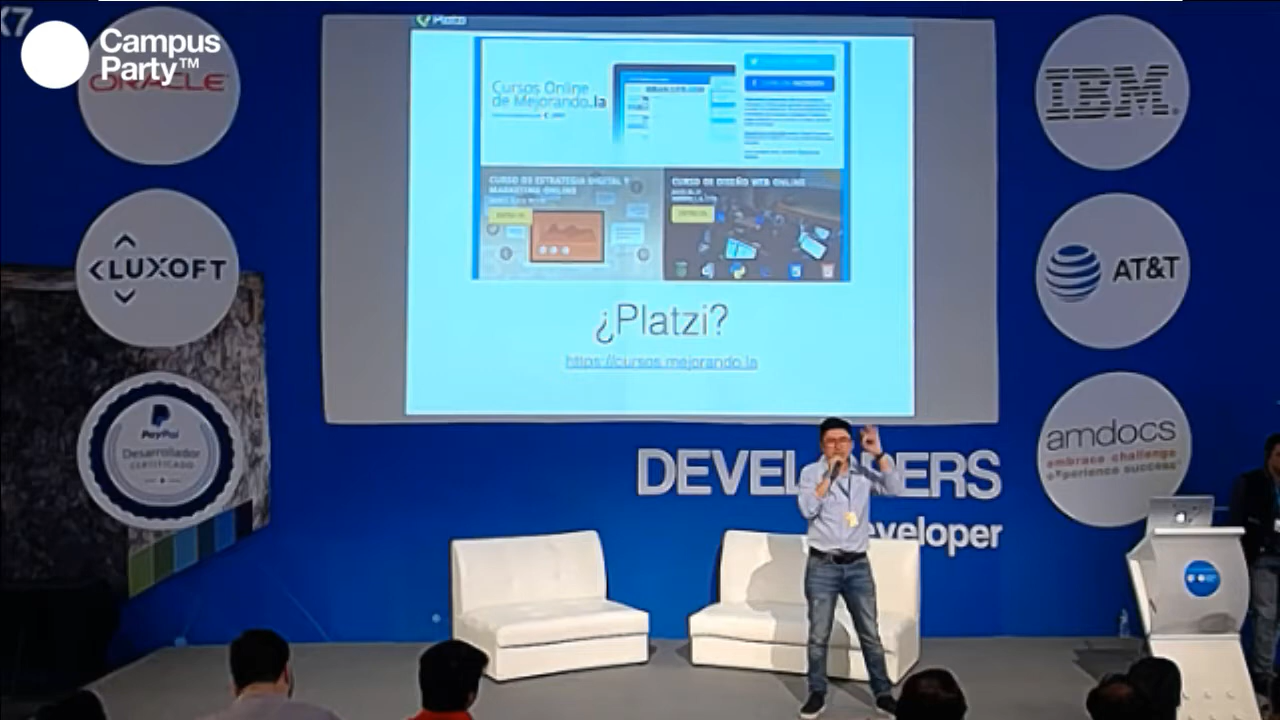 Campus
Party™
ORACLE
LUXOFT
PayPal
Desarrollador
CERTIFICADO
Platzi
Cursos Online
de Mejorando.la
CURSO DE ESTRATEGIA DIGITAL Y
MARKETING ONLINE
CURSO DE DISEÑO WEB ONLINE
¿Platzi?
https://cursos.mejorando.la
DEVEL
ERS
eveloper
IBM
AT&T
amdocs
embrace challenge
experience success